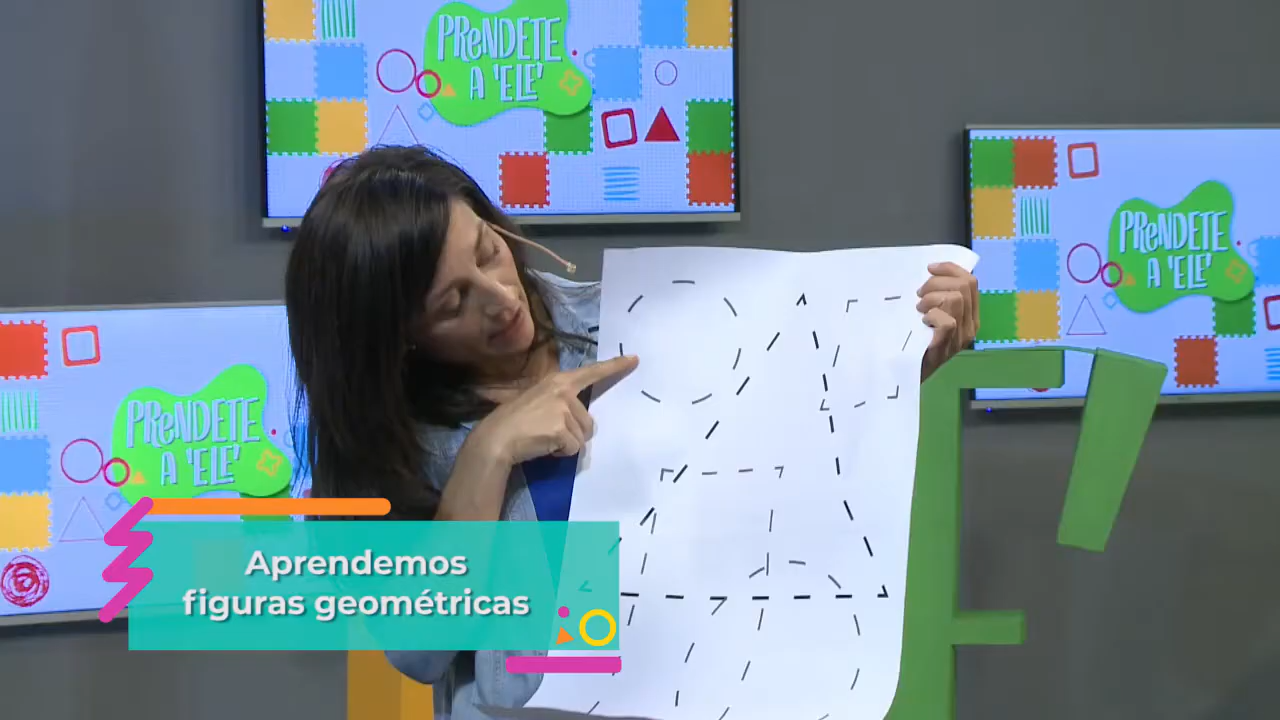 PRENDETE
A 'ELE'
PRENDETE
A 'ELE'
PRENDETE
A 'ELE'
Aprendemos
figuras geométricas